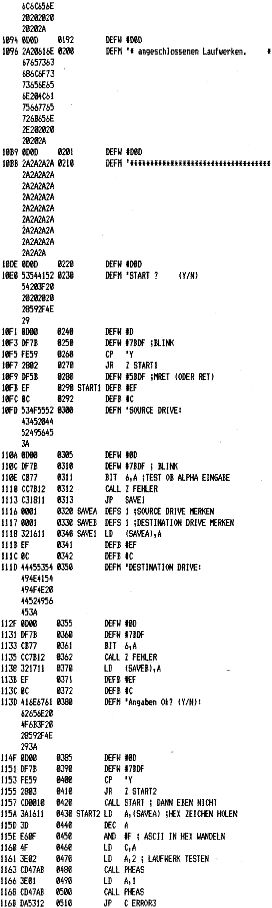 6C6C656E
20202020
20202A
1094 0D0D 0192 DEFW #D0D
1096 2A20616E 0200 DEFM "* angeschlossenen Laufwerken. *
67657363
686C6F73
73656E65
6E204C61
75667765
726B656E
2E202020
20202A
10B9 0D0D 0201 DEFW #D0D
10BB 2A2A2A2A 0210 DEFM "***********************************
2A2A2A2A
2A2A2A2A
2A2A2A2A
2A2A2A2A
2A2A2A2A
2A2A2A2A
2A2A2A2A
2A2A2A
10DE 0D0D 0220 DEFW #D0D
10E0 53544152 0230 DEFM "START ? (Y/N)
54203F20
20202020
28592F4E
29
10F1 0D00 0240 DEFW #D
10F3 DF7B 0250 DEFW #7BDF ;BLINK
10F5 FE59 0260 CP "Y
10F7 2802 0270 JR Z START1
10F9 DF5B 0280 DEFW #5BDF ;MRET (ODER RET)
10FB EF 0290 START1 DEFB #EF
10FC 0C 0292 DEFB #C
10FD 534F5552 0300 DEFM "SOURCE DRIVE:
43452044
52495645
3A
110A 0D00 0305 DEFW #0D
110C DF7B 0310 DEFW #7BDF ; BLINK
110E CB77 0311 BIT 6,A ;TEST OB ALPHA EINGABE
1110 CC7B12 0312 CALL Z FEHLER
1113 C31811 0313 JP SAVE1
1116 0001 0320 SAVEA DEFS 1 ;SOURCE DRIVE MERKEN
1117 0001 0330 SAVEB DEFS 1 ;DESTINATION DRIVE MERKEN
1118 321611 0340 SAVE1 LD (SAVEA),A
111B EF 0341 DEFB #EF
111C 0C 0342 DEFB #C
111D 44455354 0350 DEFM "DESTINATION DRIVE:
494E4154
494F4E20
44524956
453A
112F 0D00 0355 DEFW #0D
1131 DF7B 0360 DEFW #7BDF
1133 CB77 0361 BIT 6,A
1135 CC7B12 0362 CALL Z FEHLER
1138 321711 0370 LD (SAVEB),A
113B EF 0371 DEFB #EF
113C 0C 0372 DEFB #C
113D 416E6761 0380 DEFM "Angaben Ok? (Y/N):
62656E20
4F6B3F20
28592F4E
293A
114F 0D00 0385 DEFW #0D
1151 DF7B 0390 DEFW #7BDF
1153 FE59 0400 CP "Y
1155 2803 0410 JR Z START2
1157 CD0010 0420 CALL START ; DANN EBEN NICHT
115A 3A1611 0430 START2 LD A,(SAVEA) ;HEX ZEICHEN HOLEN
115D 3D 0440 DEC A
115E E60F 0450 AND #F ; ASCII IN HEX WANDELN
1160 4F 0460 LD C,A
1161 3E02 0470 LD A,2 ; LAUFWERK TESTEN
1163 CD47AB 0480 CALL PHEAS
1166 3E01 0490 LD A,1
1168 CD47AB 0500 CALL PHEAS
116B DA5312 0510 JP C ERROR3